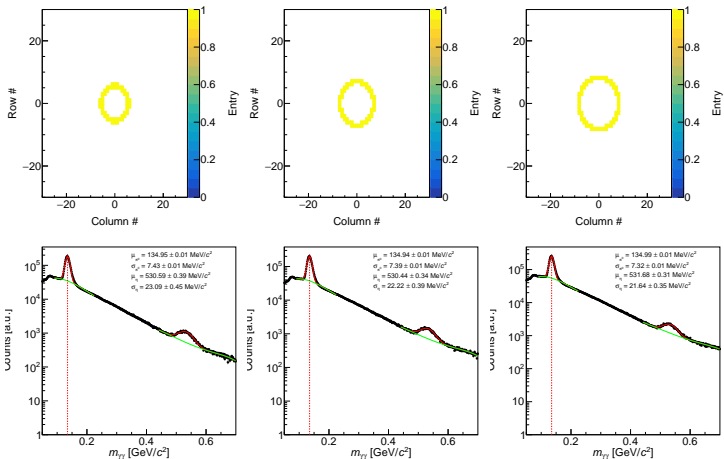 Row #
20
0
−20
−20
0
20
Column #
1
0.8
0.6
0.4
0.2
0
Entry
Row #
20
0
−20
−20
0
20
Column #
1
0.8
0.6
0.4
0.2
0
Entry
Row #
20
0
−20
−20
0
20
Column #
1
0.8
0.6
0.4
0.2
0
Entry
Counts [a.u.]
10⁵
10⁴
10³
10²
10
1
μπ⁰ = 134.95 ± 0.01 MeV/c²
σπ⁰ = 7.43 ± 0.01 MeV/c²
μη = 530.59 ± 0.39 MeV/c²
ση = 23.09 ± 0.45 MeV/c²
0.2
0.4
0.6
mγγ [GeV/c²]
Counts [a.u.]
10⁵
10⁴
10³
10²
10
1
μπ⁰ = 134.94 ± 0.01 MeV/c²
σπ⁰ = 7.39 ± 0.01 MeV/c²
μη = 530.44 ± 0.34 MeV/c²
ση = 22.22 ± 0.39 MeV/c²
0.2
0.4
0.6
mγγ [GeV/c²]
Counts [a.u.]
10⁵
10⁴
10³
10²
10
1
μπ⁰ = 134.99 ± 0.01 MeV/c²
σπ⁰ = 7.32 ± 0.01 MeV/c²
μη = 531.68 ± 0.31 MeV/c²
ση = 21.64 ± 0.35 MeV/c²
0.2
0.4
0.6
mγγ [GeV/c²]